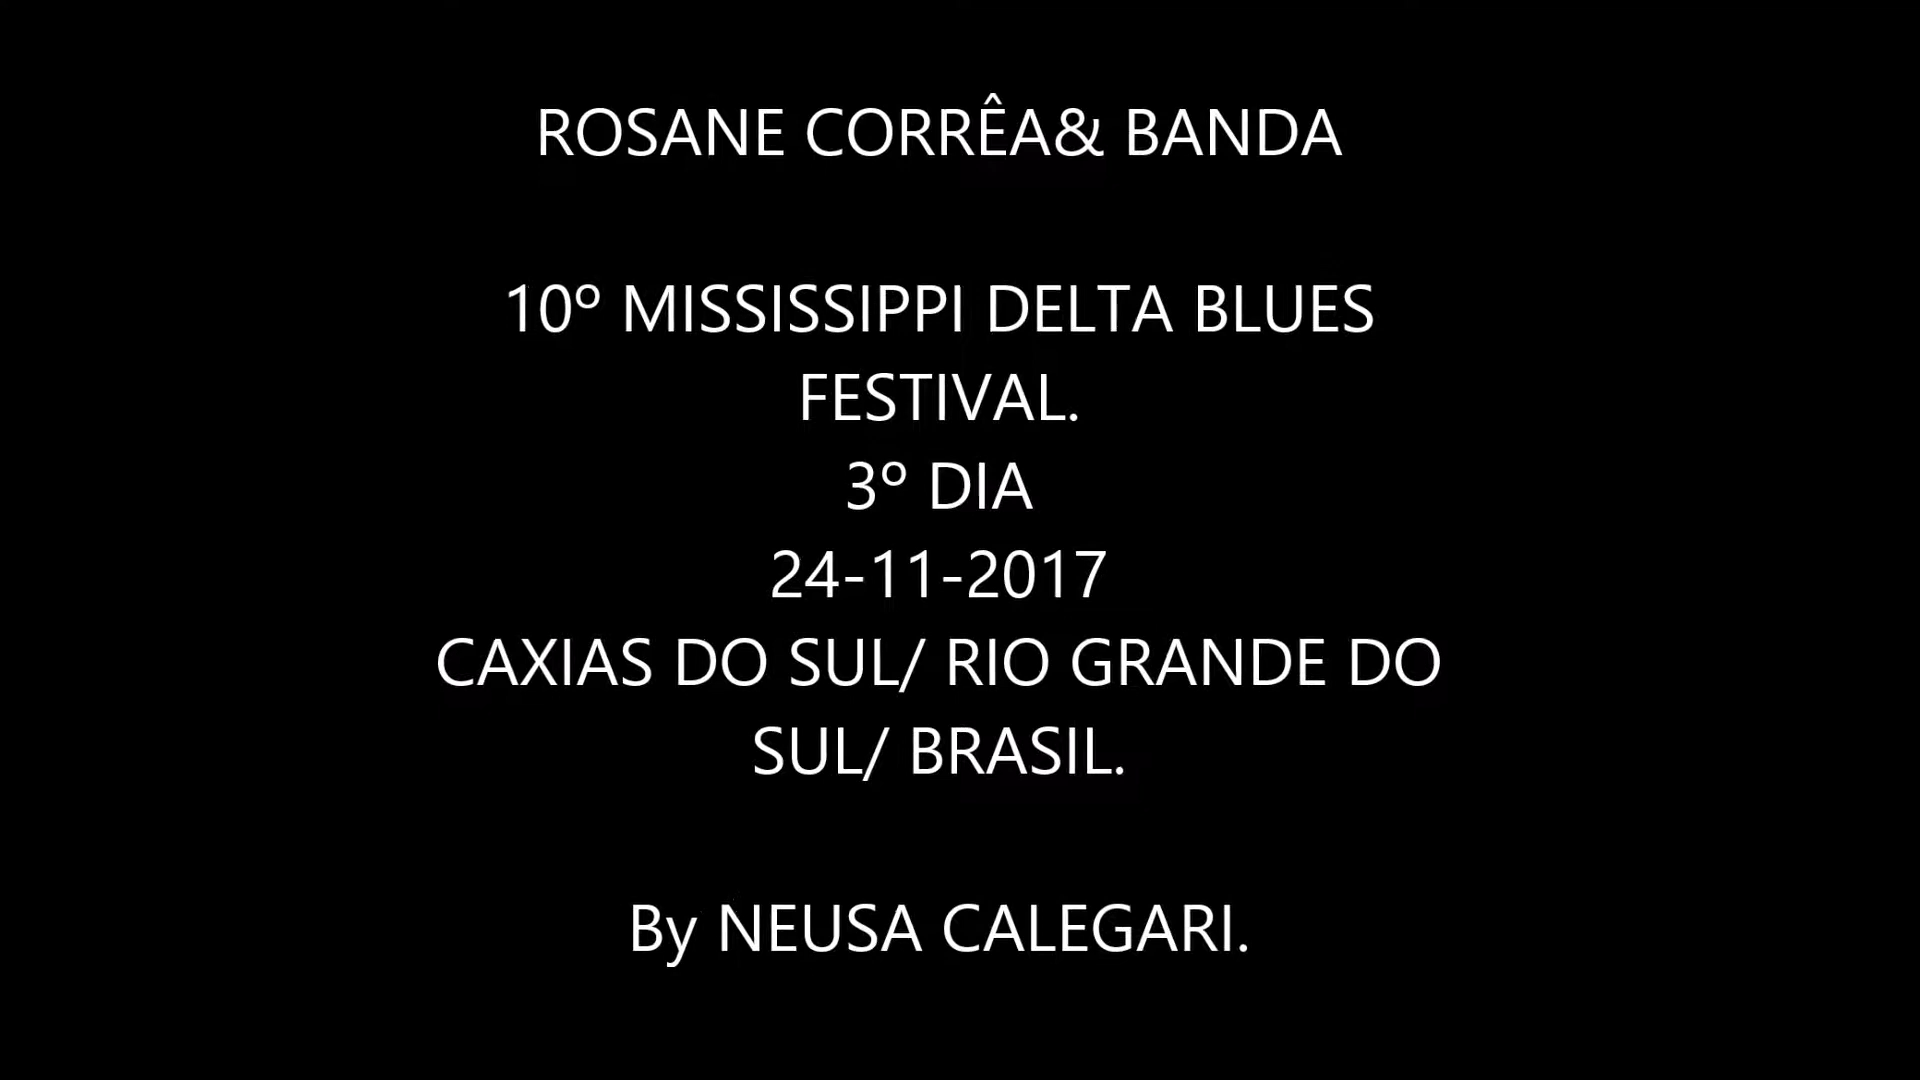 ROSANE CORRÊA& BANDA
10º MISSISSIPPI DELTA BLUES
FESTIVAL.
3º DIA
24-11-2017
CAXIAS DO SUL/ RIO GRANDE DO
SUL/ BRASIL.
By NEUSA CALEGARI.